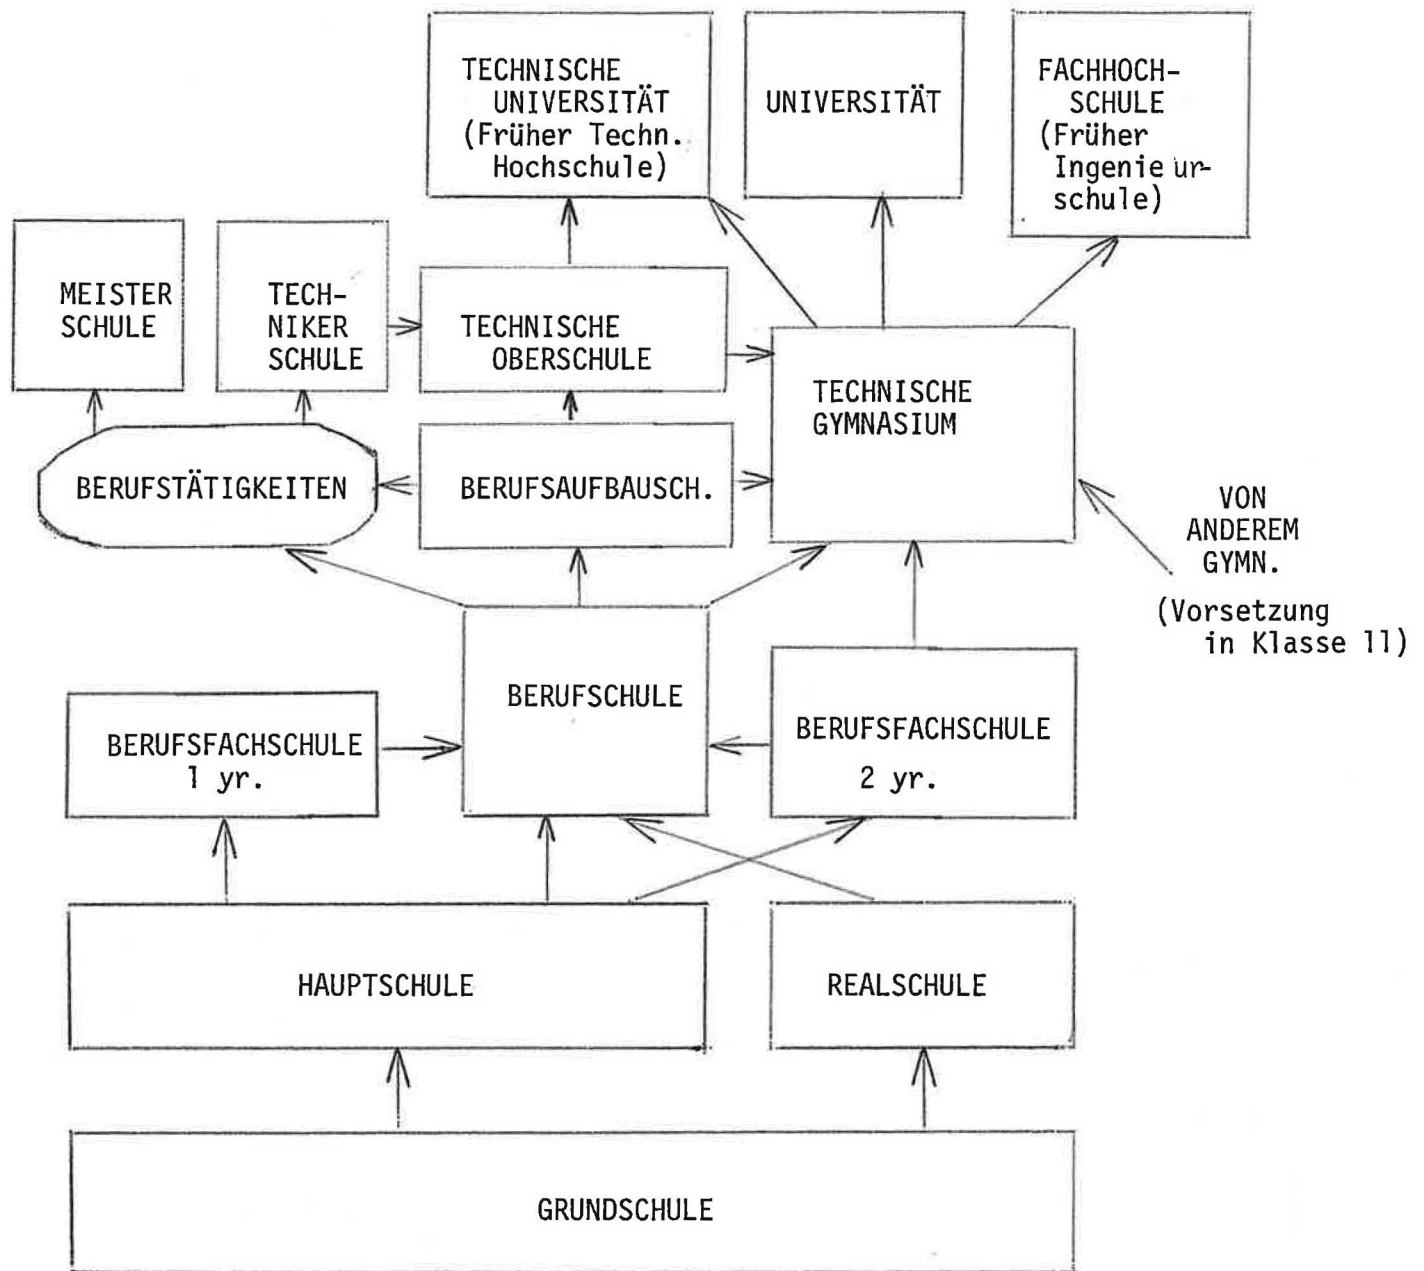 TECHNISCHE
UNIVERSITÄT
(Früher Techn.
Hochschule)
UNIVERSITÄT
FACHHOCH-
SCHULE
(Früher
Ingenieur-
schule)
MEISTER
SCHULE
TECH-
NIKER
SCHULE
TECHNISCHE
OBERSCHULE
TECHNISCHE
GYMNASIUM
BERUFSTÄTIGKEITEN
BERUFSAUFBAUSCH.
VON
ANDEREM
GYMN.
(Vorsetzung
in Klasse 11)
BERUFSCHULE
BERUFSFACHSCHULE
1 yr.
BERUFSFACHSCHULE
2 yr.
HAUPTSCHULE
REALSCHULE
GRUNDSCHULE